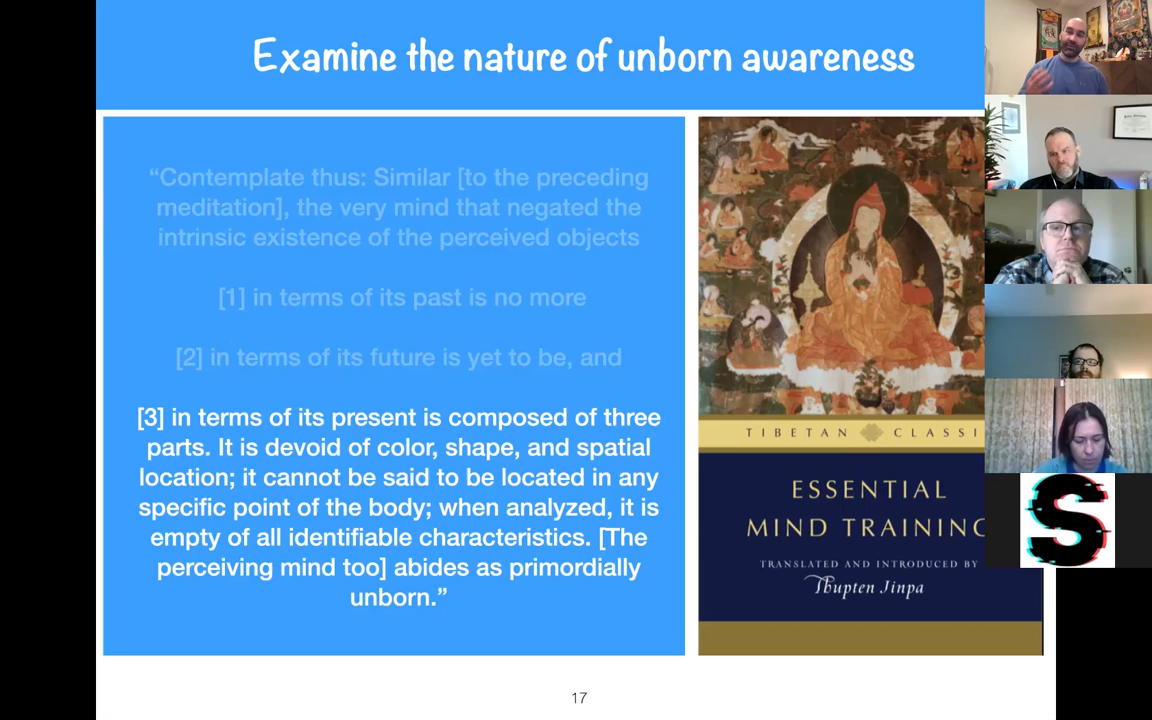 Examine the nature of unborn awareness
“Contemplate thus: Similar [to the preceding
meditation], the very mind that negated the
intrinsic existence of the perceived objects
[1] in terms of its past is no more
[2] in terms of its future is yet to be, and
[3] in terms of its present is composed of three
parts. It is devoid of color, shape, and spatial
location; it cannot be said to be located in any
specific point of the body; when analyzed, it is
empty of all identifiable characteristics. [The
perceiving mind too] abides as primordially
unborn.”
TIBETAN CLASSI
ESSENTIAL
MIND TRAINING
TRANSLATED AND INTRODUCED BY
Thupten Jinpa
17
S